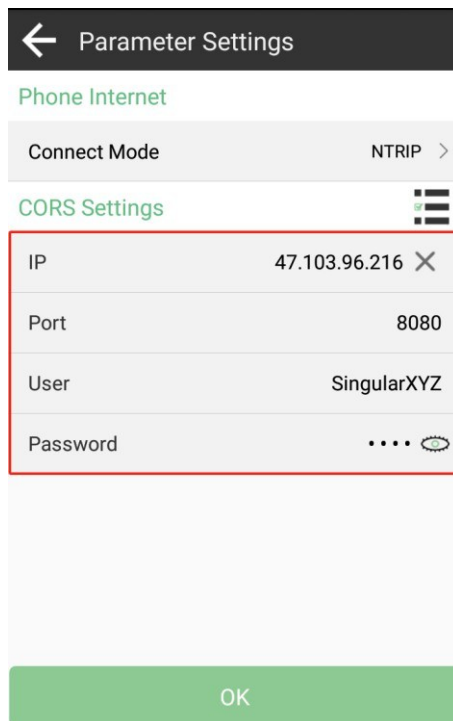 Parameter Settings
Phone Internet
Connect Mode NTRIP
CORS Settings
IP 47.103.96.216
Port 8080
User SingularXYZ
Password ····
OK